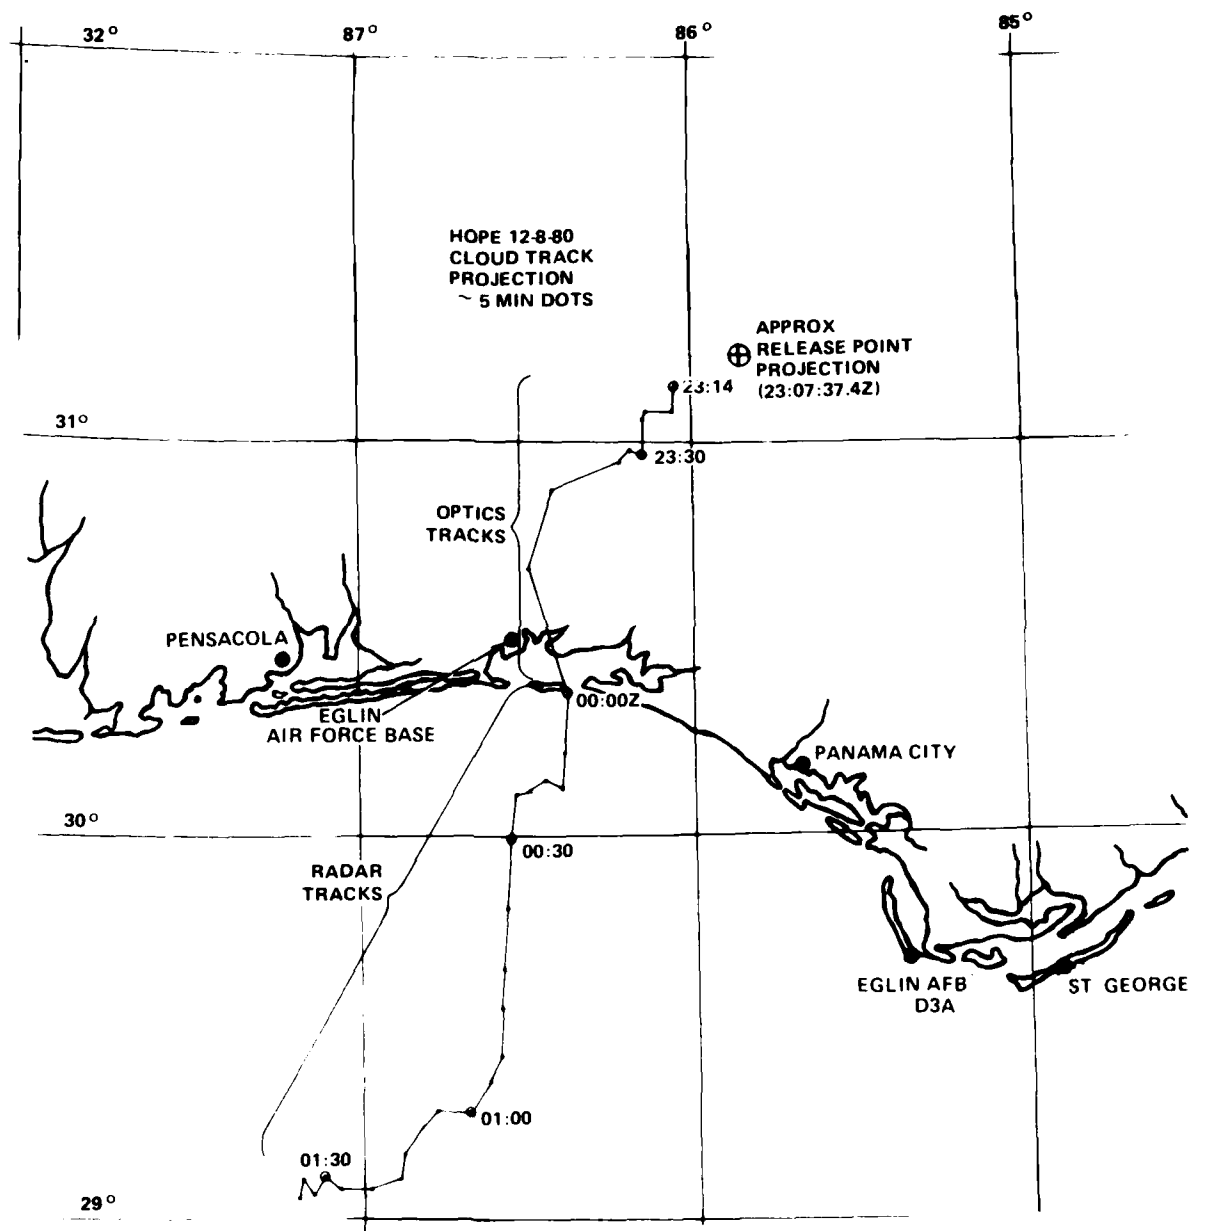 32°
87°
86°
85°
HOPE 12-8-80
CLOUD TRACK
PROJECTION
~ 5 MIN DOTS
APPROX
RELEASE POINT
PROJECTION
(23:07:37.4Z)
23:14
31°
23:30
OPTICS
TRACKS
PENSACOLA
00:00Z
EGLIN
AIR FORCE BASE
PANAMA CITY
30°
00:30
RADAR
TRACKS
EGLIN AFB
D3A
ST GEORGE
01:00
01:30
29°